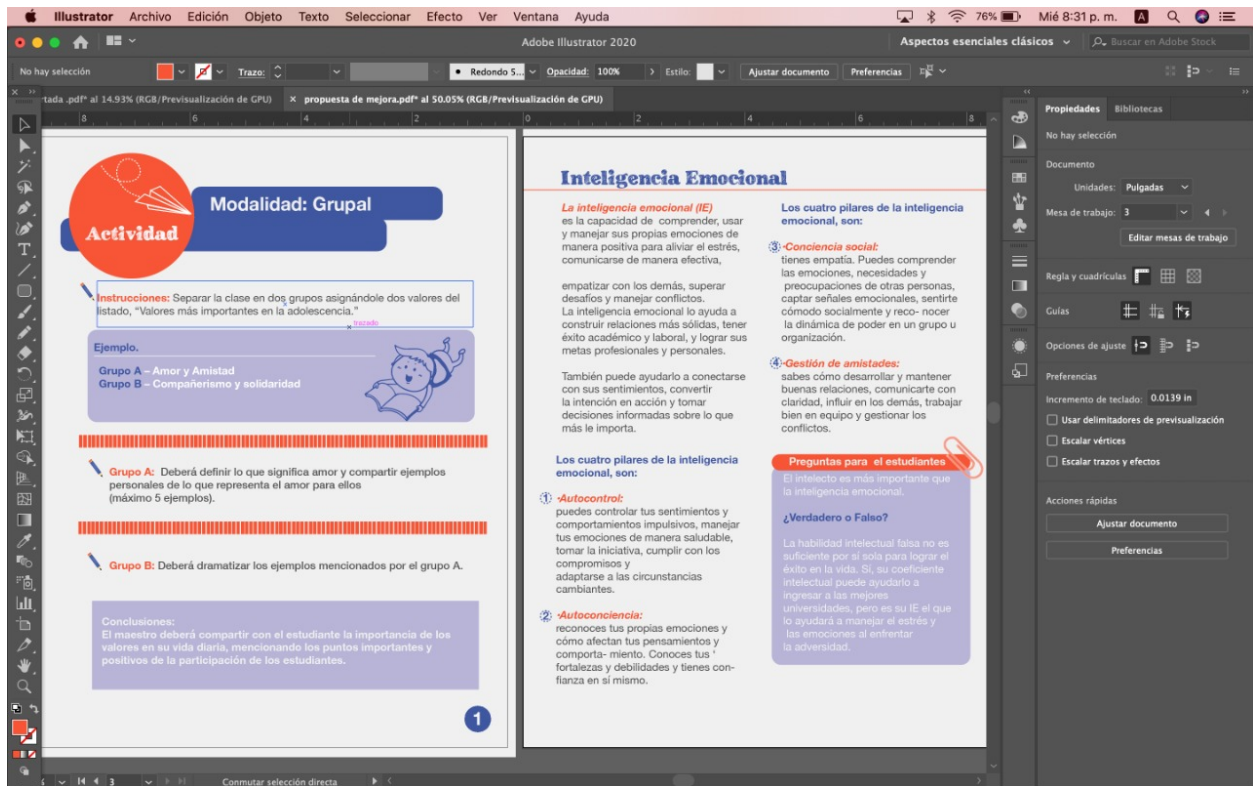 Illustrator Archivo Edición Objeto Texto Seleccionar Efecto Ver Ventana Ayuda
76% Mié 8:31 p. m. A
Adobe Illustrator 2020
Aspectos esenciales clásicos
Buscar en Adobe Stock
No hay selección
Trazo:
Redondo 5...
Opacidad: 100%
Estilo:
Ajustar documento
Preferencias
tada .pdf* al 14.93% (RGB/Previsualización de GPU)
× propuesta de mejora.pdf* al 50.05% (RGB/Previsualización de GPU)
8 6 4 2 0 2 4 6 8
Modalidad: Grupal
Actividad
Instrucciones: Separar la clase en dos grupos asignándole dos valores del
listado, “Valores más importantes en la adolescencia.”
trazado
Ejemplo.
Grupo A – Amor y Amistad
Grupo B – Compañerismo y solidaridad
Grupo A: Deberá definir lo que significa amor y compartir ejemplos
personales de lo que representa el amor para ellos
(máximo 5 ejemplos).
Grupo B: Deberá dramatizar los ejemplos mencionados por el grupo A.
Conclusiones:
El maestro deberá compartir con el estudiante la importancia de los
valores en su vida diaria, mencionando los puntos importantes y
positivos de la participación de los estudiantes.
1
Inteligencia Emocional
La inteligencia emocional (IE)
es la capacidad de comprender, usar
y manejar sus propias emociones de
manera positiva para aliviar el estrés,
comunicarse de manera efectiva,
empatizar con los demás, superar
desafíos y manejar conflictos.
La inteligencia emocional lo ayuda a
construir relaciones más sólidas, tener
éxito académico y laboral, y lograr sus
metas profesionales y personales.
También puede ayudarlo a conectarse
con sus sentimientos, convertir
la intención en acción y tomar
decisiones informadas sobre lo que
más le importa.
Los cuatro pilares de la inteligencia
emocional, son:
1 ·Autocontrol:
puedes controlar tus sentimientos y
comportamientos impulsivos, manejar
tus emociones de manera saludable,
tomar la iniciativa, cumplir con los
compromisos y
adaptarse a las circunstancias
cambiantes.
2 ·Autoconciencia:
reconoces tus propias emociones y
cómo afectan tus pensamientos y
comporta- miento. Conoces tus '
fortalezas y debilidades y tienes con-
fianza en sí mismo.
Los cuatro pilares de la inteligencia
emocional, son:
3 ·Conciencia social:
tienes empatía. Puedes comprender
las emociones, necesidades y
preocupaciones de otras personas,
captar señales emocionales, sentirte
cómodo socialmente y reco- nocer
la dinámica de poder en un grupo u
organización.
4 ·Gestión de amistades:
sabes cómo desarrollar y mantener
buenas relaciones, comunicarte con
claridad, influir en los demás, trabajar
bien en equipo y gestionar los
conflictos.
Preguntas para el estudiantes
El intelecto es más importante que
la inteligencia emocional.
¿Verdadero o Falso?
La habilidad intelectual falsa no es
suficiente por sí sola para lograr el
éxito en la vida. Sí, su coeficiente
intelectual puede ayudarlo a
ingresar a las mejores
universidades, pero es su IE el que
lo ayudará a manejar el estrés y
las emociones al enfrentar
la adversidad.
Propiedades Bibliotecas
No hay selección
Documento
Unidades: Pulgadas
Mesa de trabajo: 3
Editar mesas de trabajo
Regla y cuadrículas
Guías
Opciones de ajuste
Preferencias
Incremento de teclado: 0.0139 in
Usar delimitadores de previsualización
Escalar vértices
Escalar trazos y efectos
Acciones rápidas
Ajustar documento
Preferencias
3
Conmutar selección directa